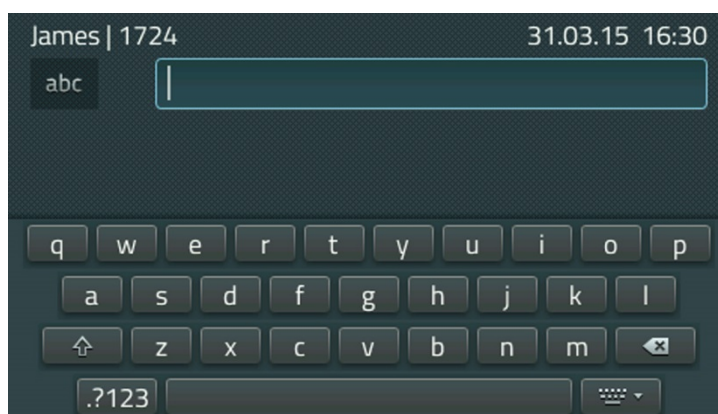 James | 1724 31.03.15 16:30
abc
q w e r t y u i o p
a s d f g h j k l
z x c v b n m
.?123